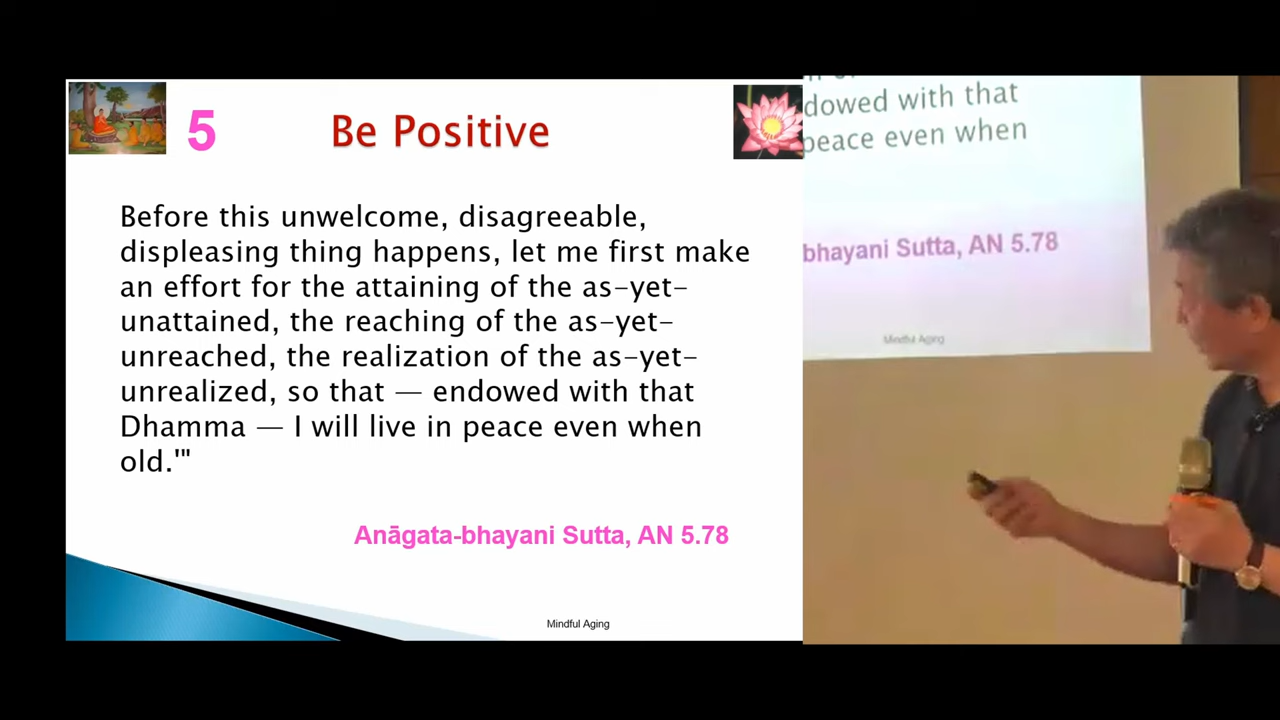 5
Be Positive
Before this unwelcome, disagreeable,
displeasing thing happens, let me first make
an effort for the attaining of the as-yet-
unattained, the reaching of the as-yet-
unreached, the realization of the as-yet-
unrealized, so that — endowed with that
Dhamma — I will live in peace even when
old.'"
Anāgata-bhayani Sutta, AN 5.78
Mindful Aging
dowed with that
peace even when
bhayani Sutta, AN 5.78
Mindful Aging